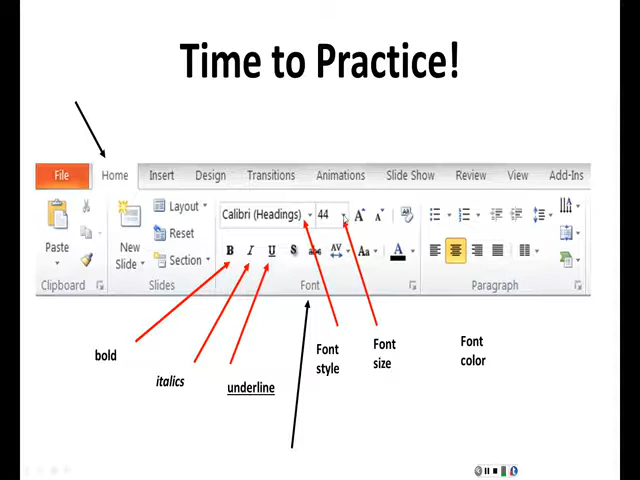 Time to Practice!
File Home Insert Design Transitions Animations Slide Show Review View Add-Ins
Calibri (Headings) 44 A A
Layout
Reset
Section
Paste
New
Slide
B I U S abc AV Aa A
Clipboard Slides Font Paragraph
bold
italics
underline
Font
style
Font
size
Font
color